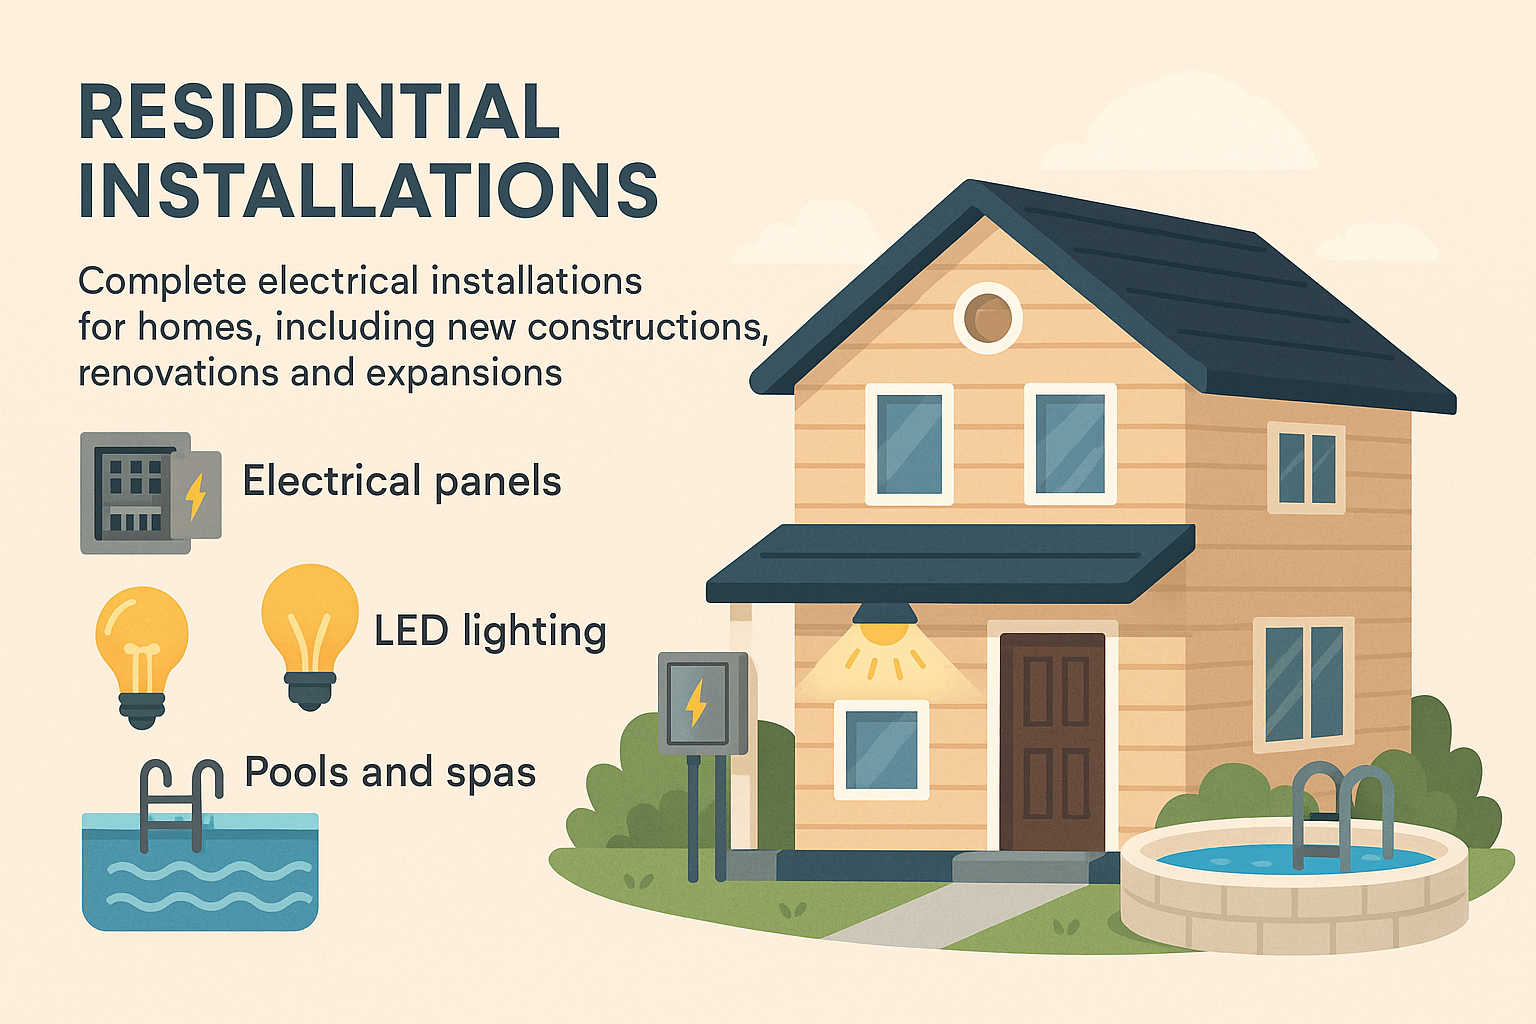 RESIDENTIAL
INSTALLATIONS
Complete electrical installations
for homes, including new constructions,
renovations and expansions
Electrical panels
LED lighting
Pools and spas